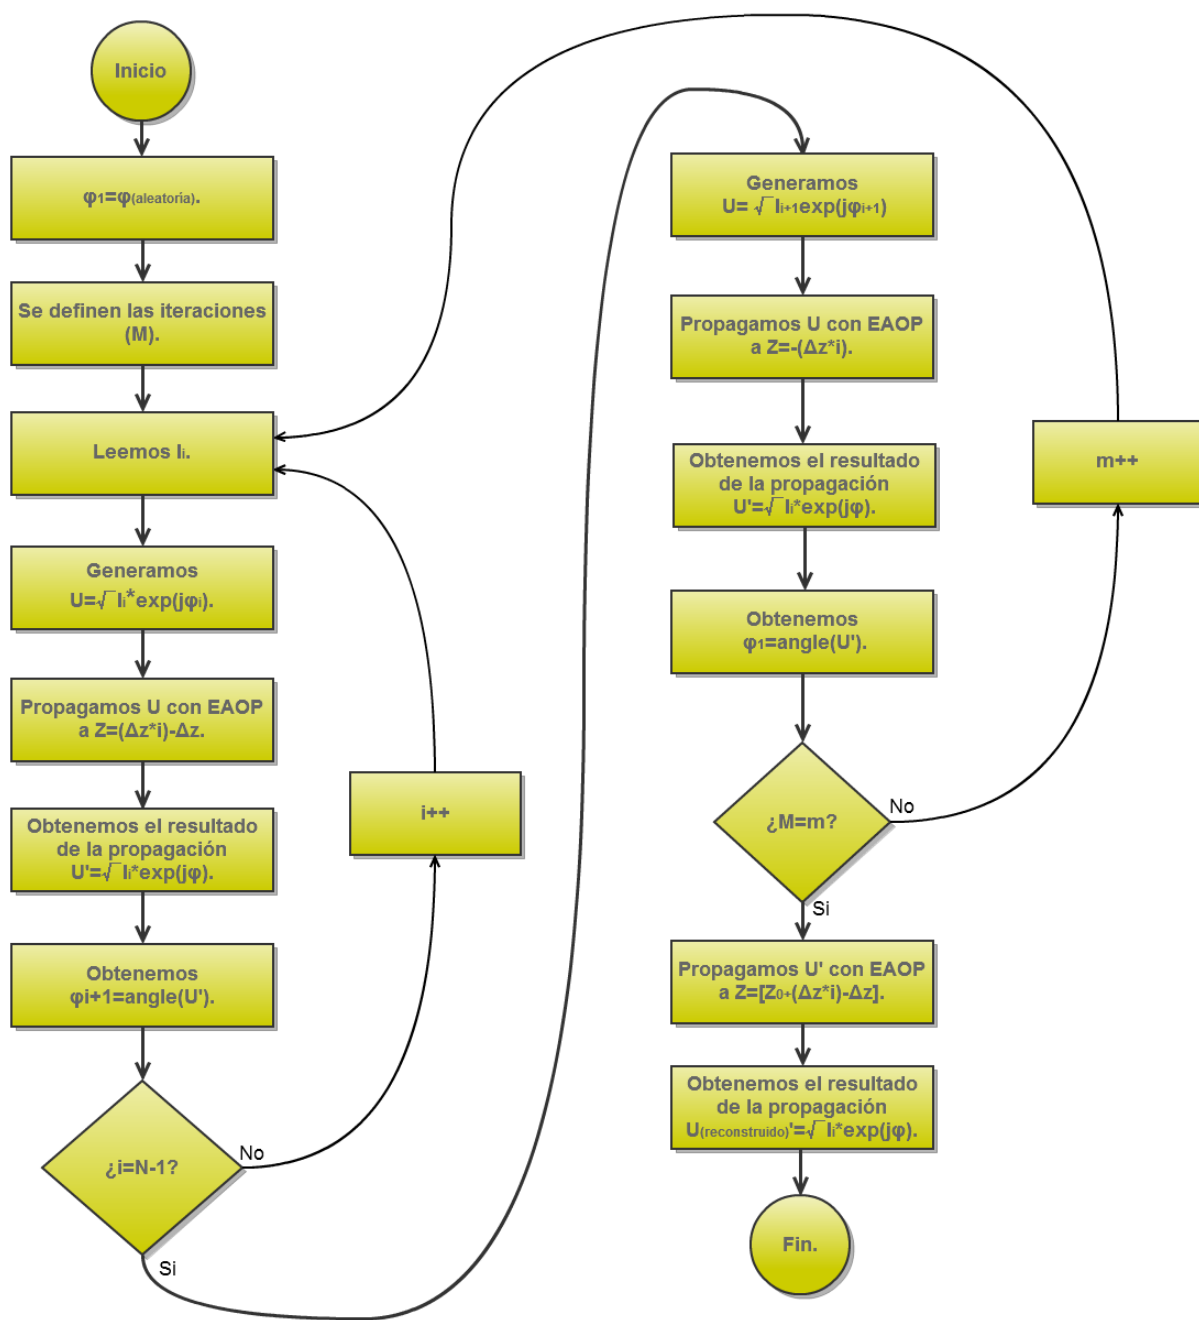 Inicio
φ1=φ(aleatoría).
Se definen las iteraciones
(M).
Leemos Ii.
Generamos
U=√Ii*exp(jφi).
Propagamos U con EAOP
a Z=(Δz*i)-Δz.
Obtenemos el resultado
de la propagación
U'=√Ii*exp(jφ).
Obtenemos
φi+1=angle(U').
¿i=N-1?
No
Si
i++
Generamos
U= √Ii+1exp(jφi+1)
Propagamos U con EAOP
a Z=-(Δz*i).
Obtenemos el resultado
de la propagación
U'=√Ii*exp(jφ).
Obtenemos
φ1=angle(U').
¿M=m?
No
Si
m++
Propagamos U' con EAOP
a Z=[Z0+(Δz*i)-Δz].
Obtenemos el resultado
de la propagación
U(reconstruido)'=√Ii*exp(jφ).
Fin.